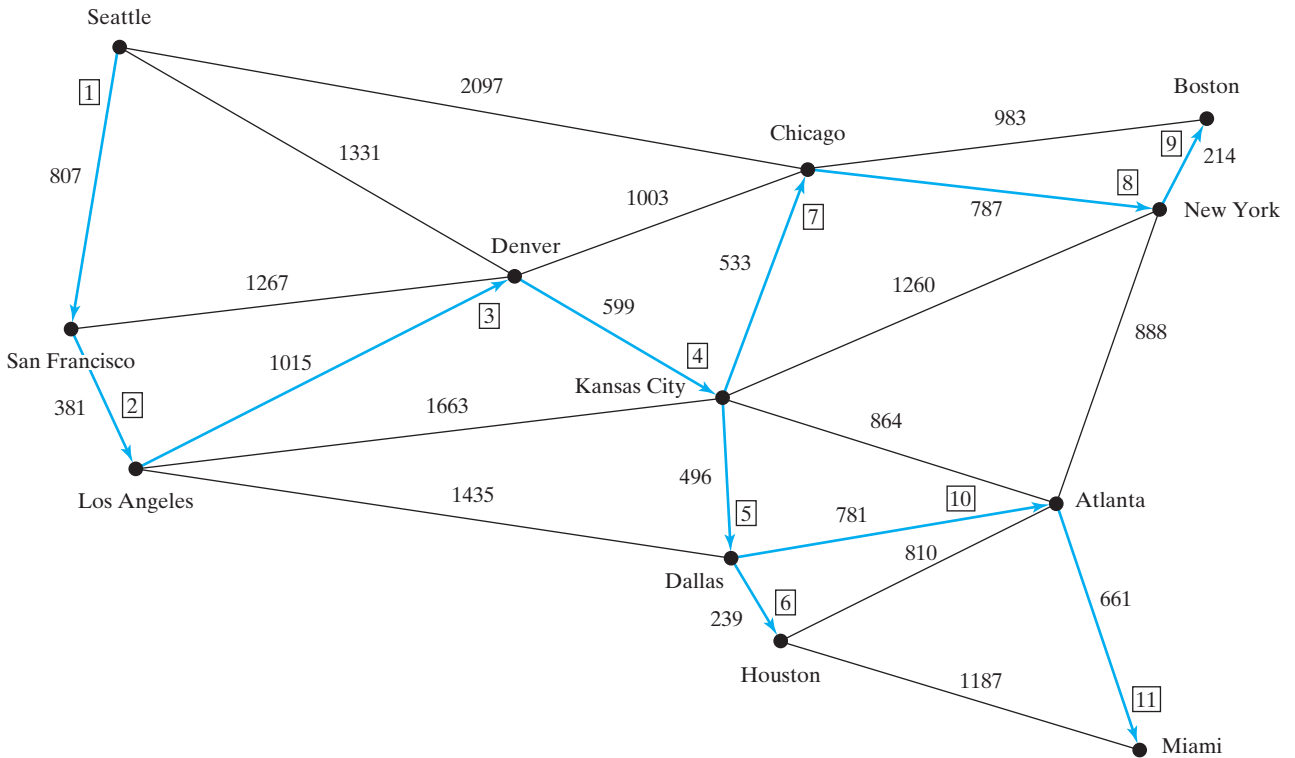 Seattle
1
2097
Boston
983
Chicago
9
214
1331
807
8
1003
7
787
New York
Denver
533
1267
1260
599
3
888
4
San Francisco
1015
Kansas City
381
2
1663
864
496
Los Angeles
1435
10
Atlanta
5
781
810
Dallas
6
661
239
Houston
1187
11
Miami